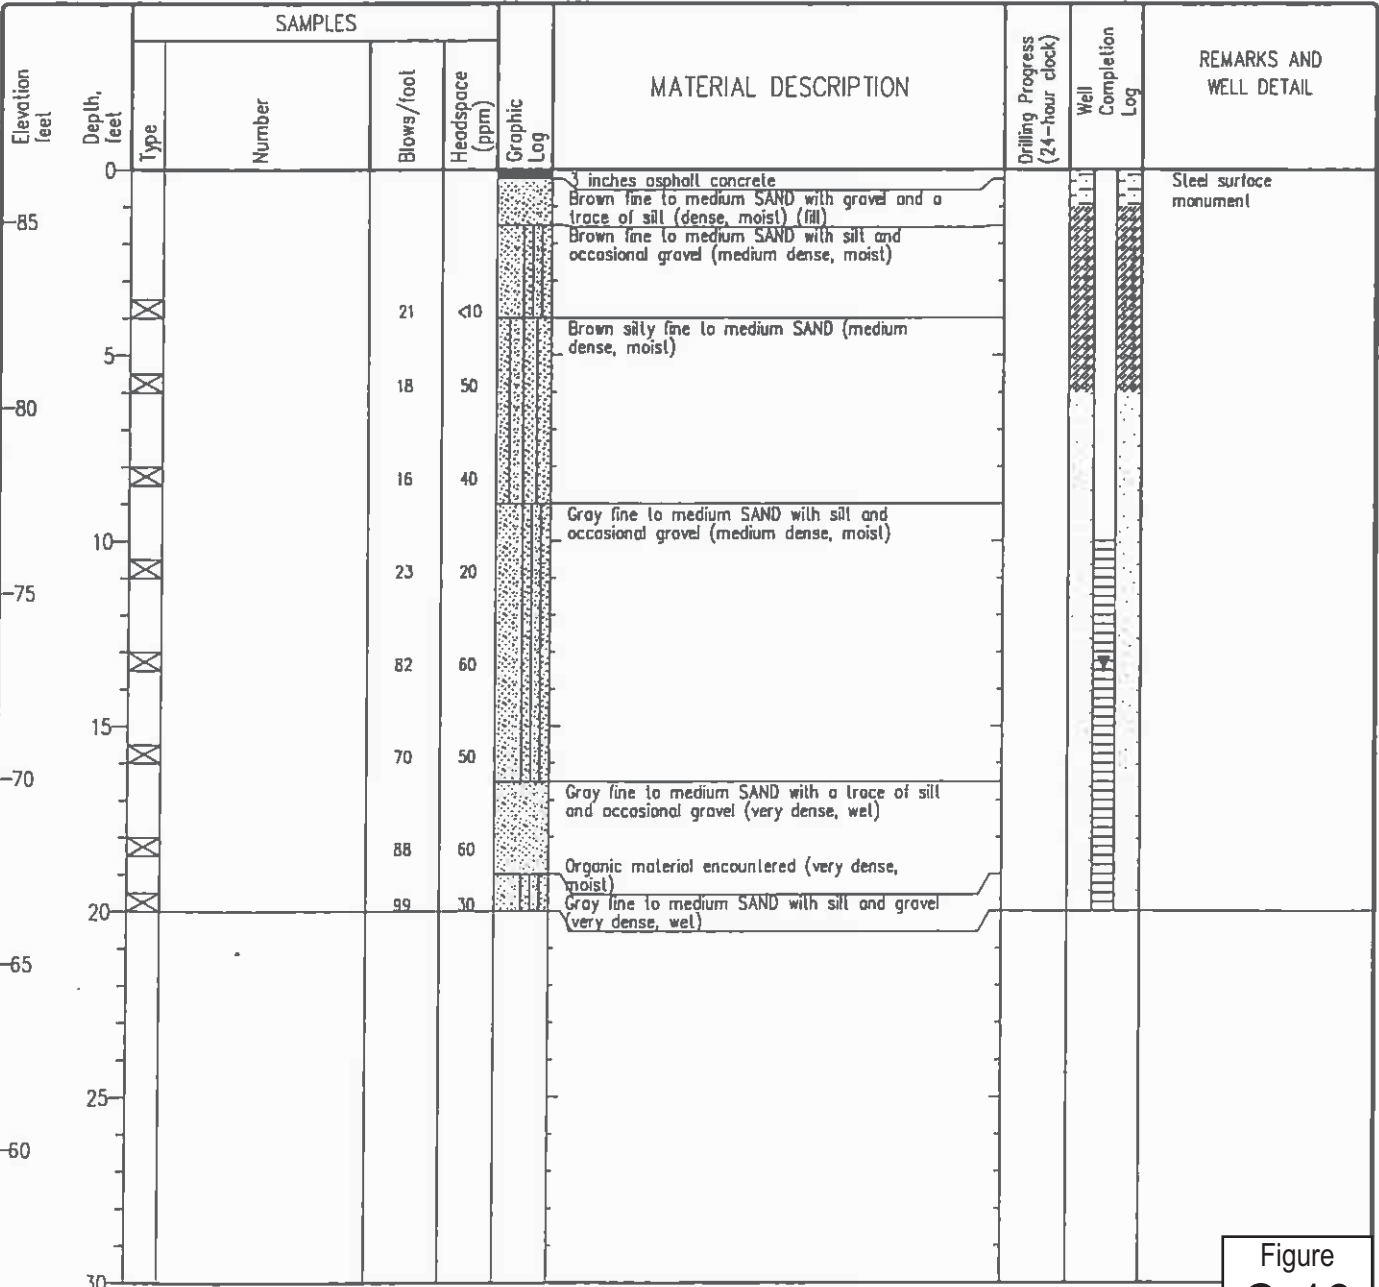 SAMPLES
Elevation
feet
Depth,
feet
Type
Number
Blows/foot
Headspace
(ppm)
Graphic
Log
MATERIAL DESCRIPTION
Drilling Progress
(24-hour clock)
Well
Completion
Log
REMARKS AND
WELL DETAIL
0
3 inches asphalt concrete
Steel surface
monument
Brown fine to medium SAND with gravel and a
trace of silt (dense, moist) (fill)
85
Brown fine to medium SAND with silt and
occasional gravel (medium dense, moist)
21 <10
Brown silty fine to medium SAND (medium
dense, moist)
5
18 50
80
16 40
Gray fine to medium SAND with silt and
occasional gravel (medium dense, moist)
10
23 20
75
82 60
15
70 50
70
Gray fine to medium SAND with a trace of silt
and occasional gravel (very dense, wet)
88 60
Organic material encountered (very dense,
moist)
99 30
Gray fine to medium SAND with silt and gravel
(very dense, wet)
20
65
25
60
30
Figure